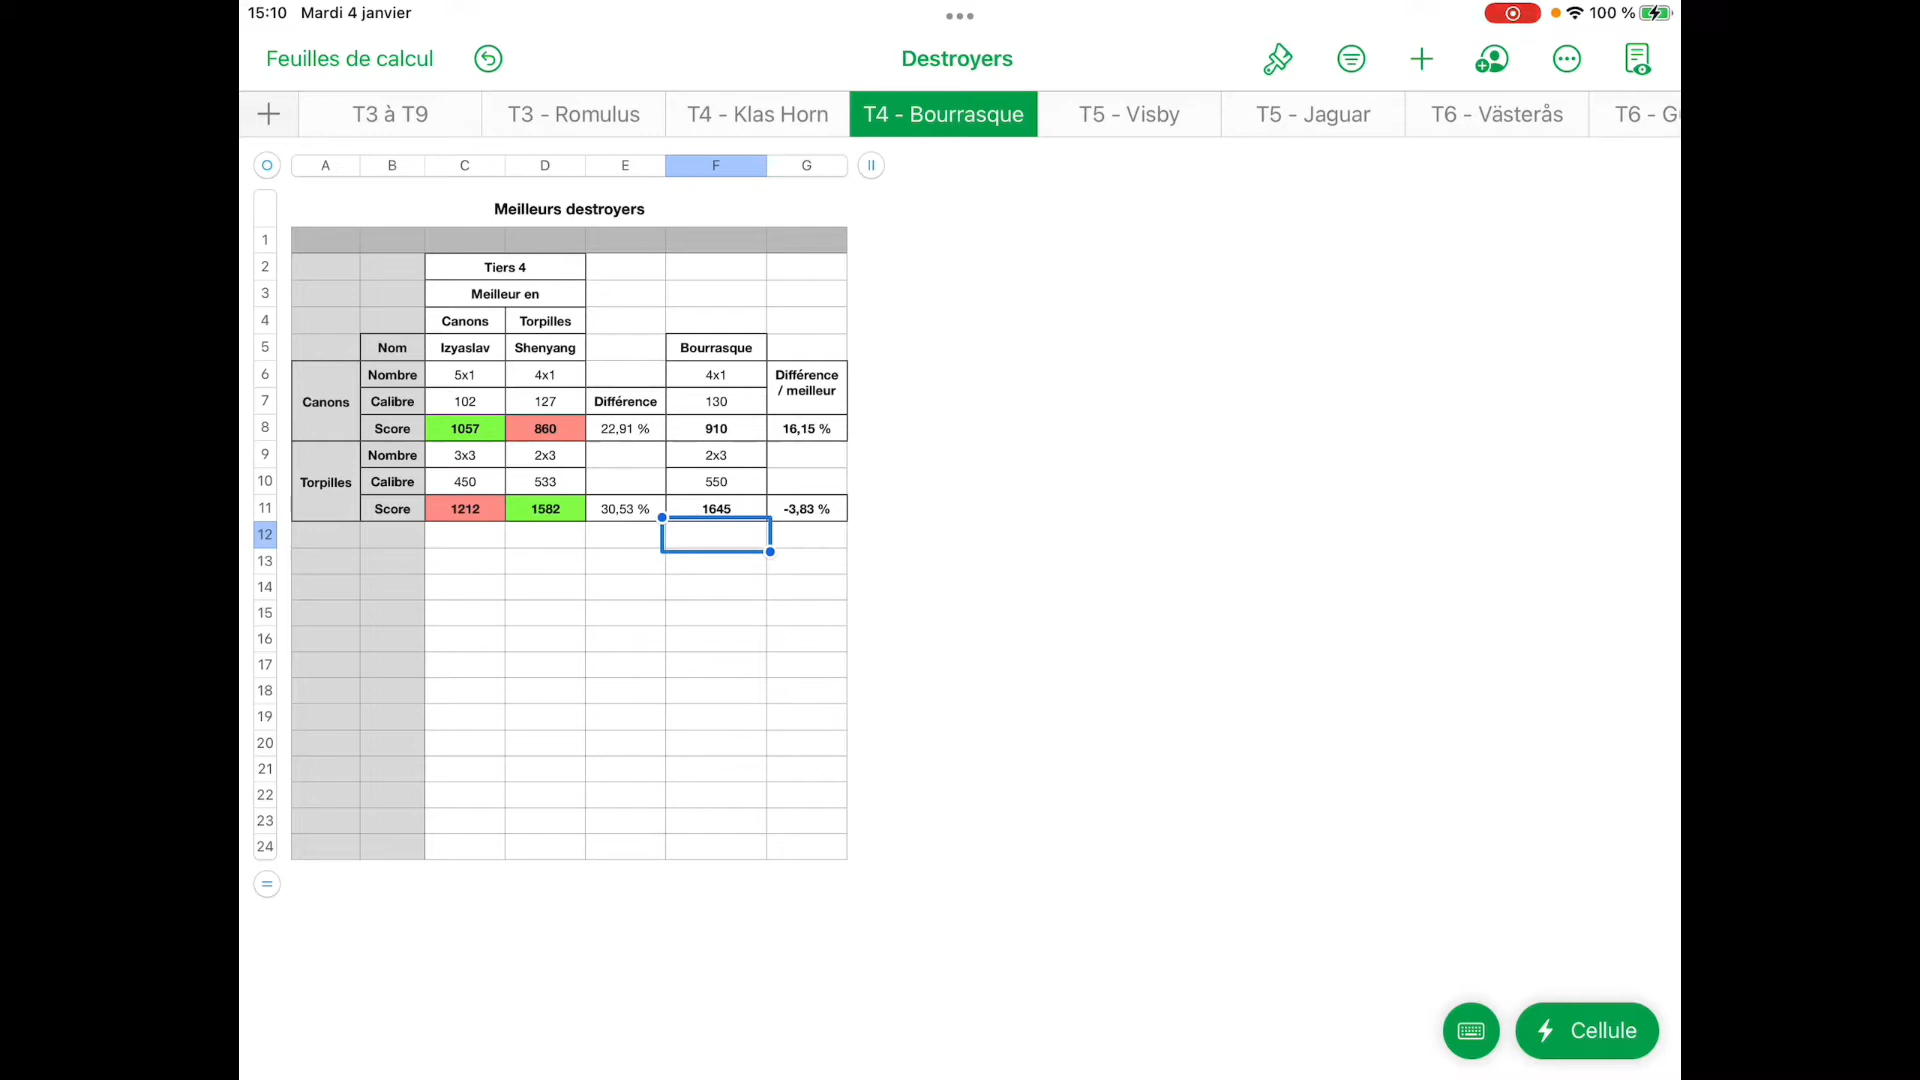 15:10 Mardi 4 janvier
100 %
Feuilles de calcul
Destroyers
T3 à T9
T3 - Romulus
T4 - Klas Horn
T4 - Bourrasque
T5 - Visby
T5 - Jaguar
T6 - Västerås
T6 - G
A B C D E F G
Meilleurs destroyers
1
2 Tiers 4
3 Meilleur en
4 Canons Torpilles
5 Nom Izyaslav Shenyang Bourrasque
6 Nombre 5x1 4x1 4x1 Différence
/ meilleur
7 Canons Calibre 102 127 Différence 130
8 Score 1057 860 22,91 % 910 16,15 %
9 Nombre 3x3 2x3 2x3
10 Torpilles Calibre 450 533 550
11 Score 1212 1582 30,53 % 1645 -3,83 %
12
13
14
15
16
17
18
19
20
21
22
23
24
Cellule